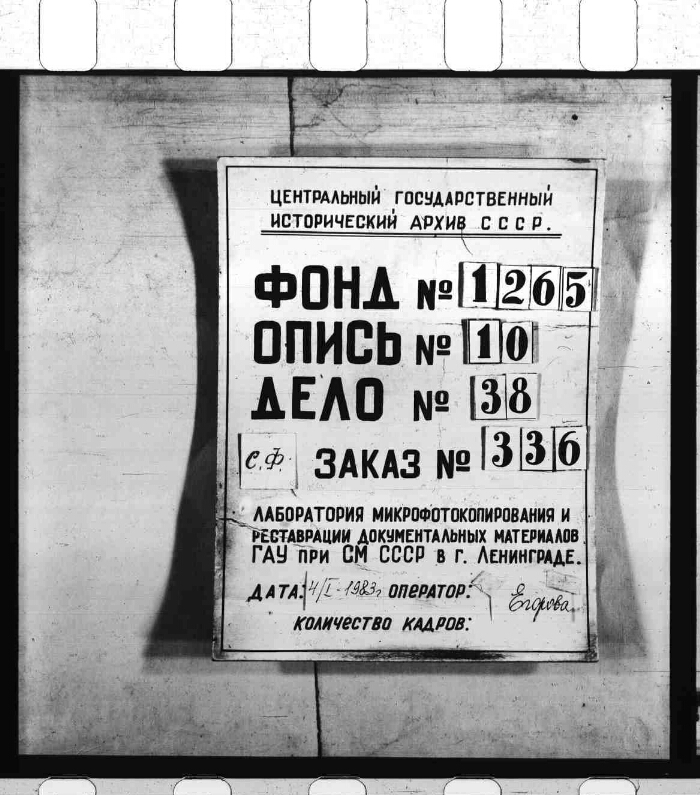 ЦЕНТРАЛЬНЫЙ ГОСУДАРСТВЕННЫЙ
ИСТОРИЧЕСКИЙ АРХИВ С С С Р.
ФОНД № 1265
ОПИСЬ № 10
ДЕЛО № 38
С.Ф. ЗАКАЗ № 336
ЛАБОРАТОРИЯ МИКРОФОТОКОПИРОВАНИЯ И
РЕСТАВРАЦИИ ДОКУМЕНТАЛЬНЫХ МАТЕРИАЛОВ
ГАУ ПРИ СМ СССР В Г. ЛЕНИНГРАДЕ.
ДАТА: 4/I-1983г ОПЕРАТОР: Егорова
КОЛИЧЕСТВО КАДРОВ: